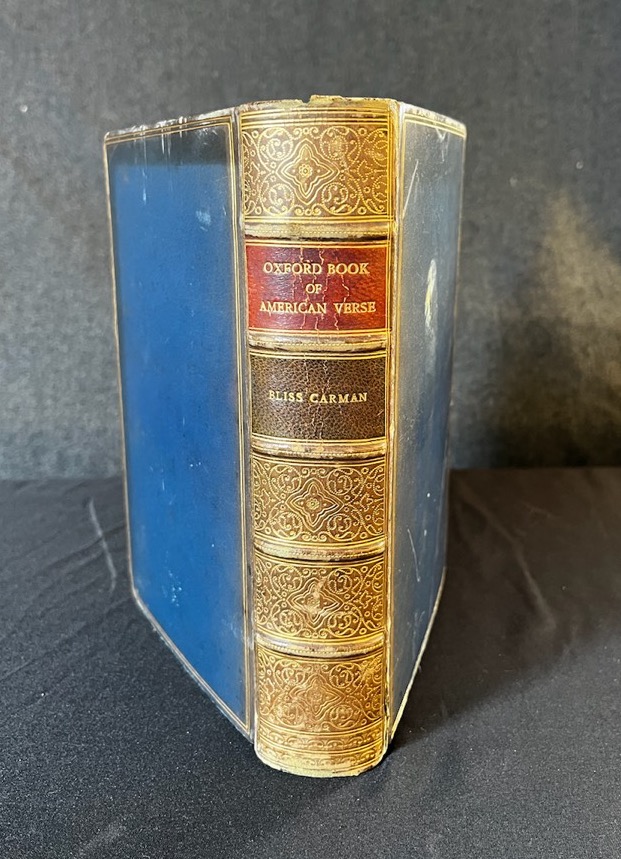 OXFORD BOOK
OF
AMERICAN VERSE
BLISS CARMAN